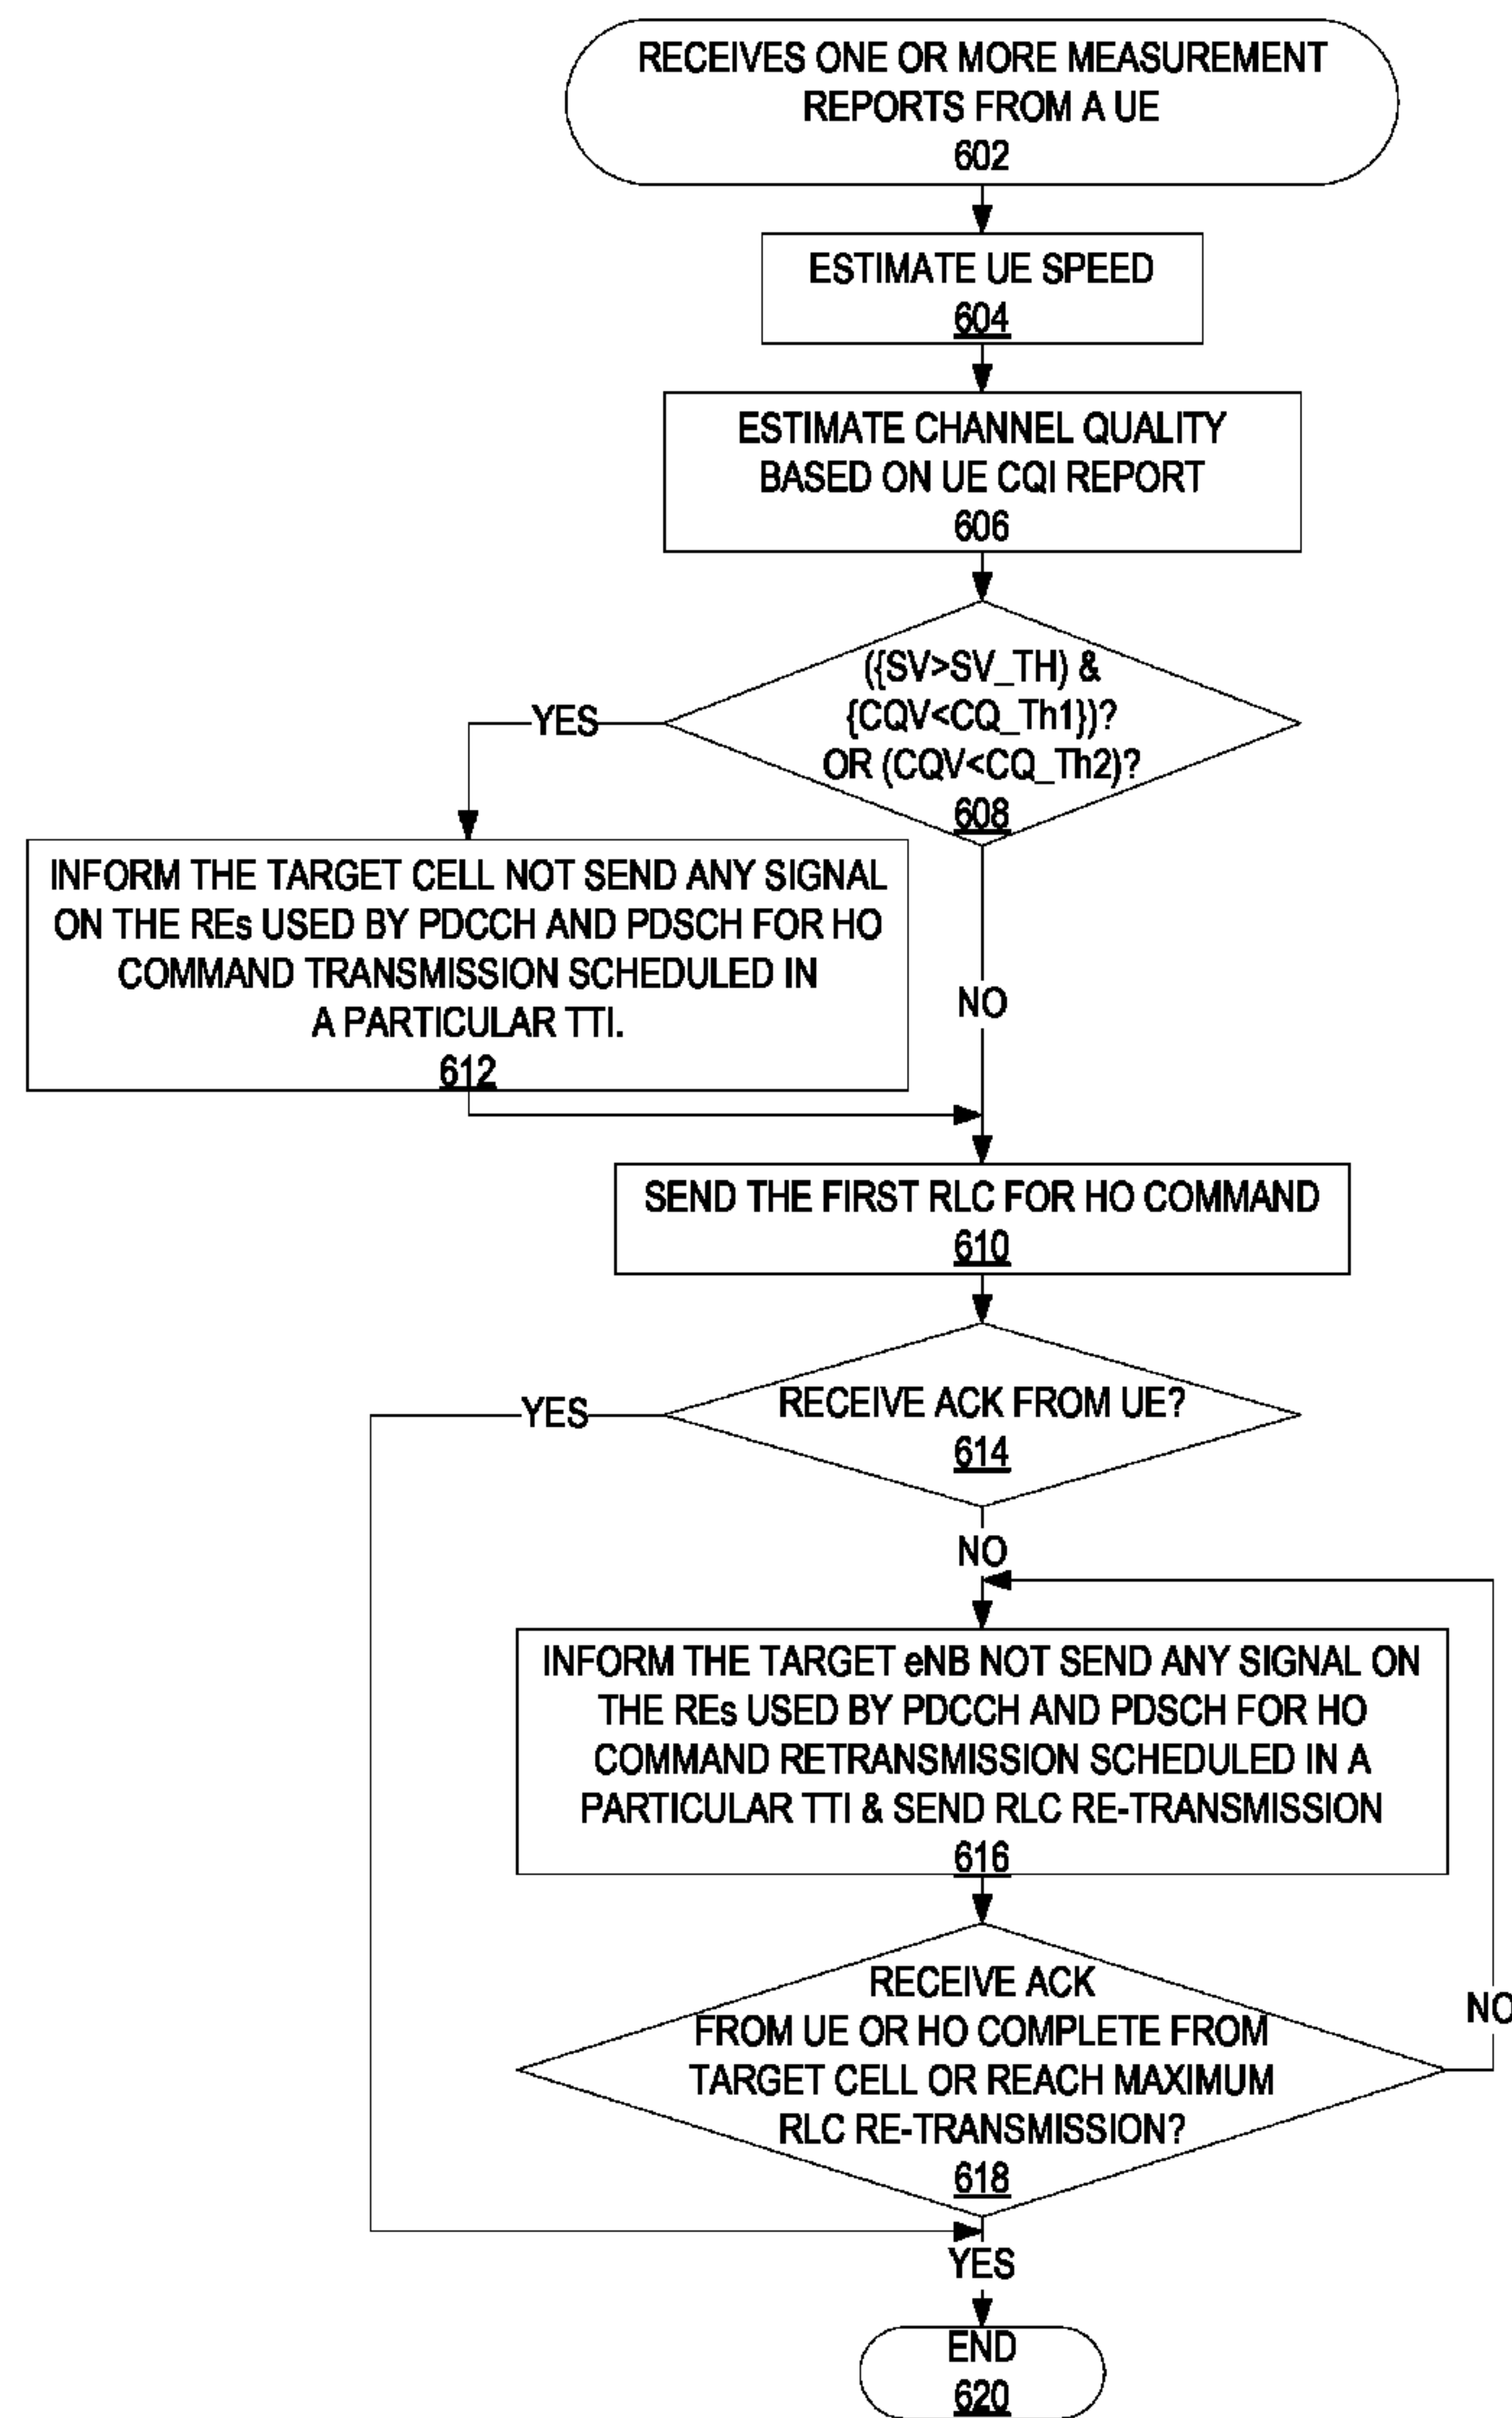 RECEIVES ONE OR MORE MEASUREMENT
REPORTS FROM A UE
602
ESTIMATE UE SPEED
604
ESTIMATE CHANNEL QUALITY
BASED ON UE CQI REPORT
606
({SV>SV_TH) &
{CQV<CQ_Th1})?
OR (CQV<CQ_Th2)?
608
YES
INFORM THE TARGET CELL NOT SEND ANY SIGNAL
ON THE REs USED BY PDCCH AND PDSCH FOR HO
COMMAND TRANSMISSION SCHEDULED IN
A PARTICULAR TTI.
612
NO
SEND THE FIRST RLC FOR HO COMMAND
610
YES
RECEIVE ACK FROM UE?
614
NO
INFORM THE TARGET eNB NOT SEND ANY SIGNAL ON
THE REs USED BY PDCCH AND PDSCH FOR HO
COMMAND RETRANSMISSION SCHEDULED IN A
PARTICULAR TTI & SEND RLC RE-TRANSMISSION
616
RECEIVE ACK
FROM UE OR HO COMPLETE FROM
TARGET CELL OR REACH MAXIMUM
RLC RE-TRANSMISSION?
618
NO
YES
END
620